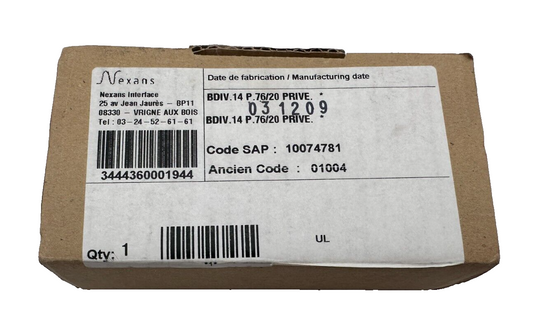 Nexans
Nexans Interface
25 av Jean Jaurès – BP11
08330 – VRIGNE AUX BOIS
Tel : 03-24-52-61-61
3444360001944
Date de fabrication / Manufacturing date
BDIV.14 P.76/20 PRIVE.
031209
BDIV.14 P.76/20 PRIVE.
Code SAP : 10074781
Ancien Code : 01004
Qty: 1
UL